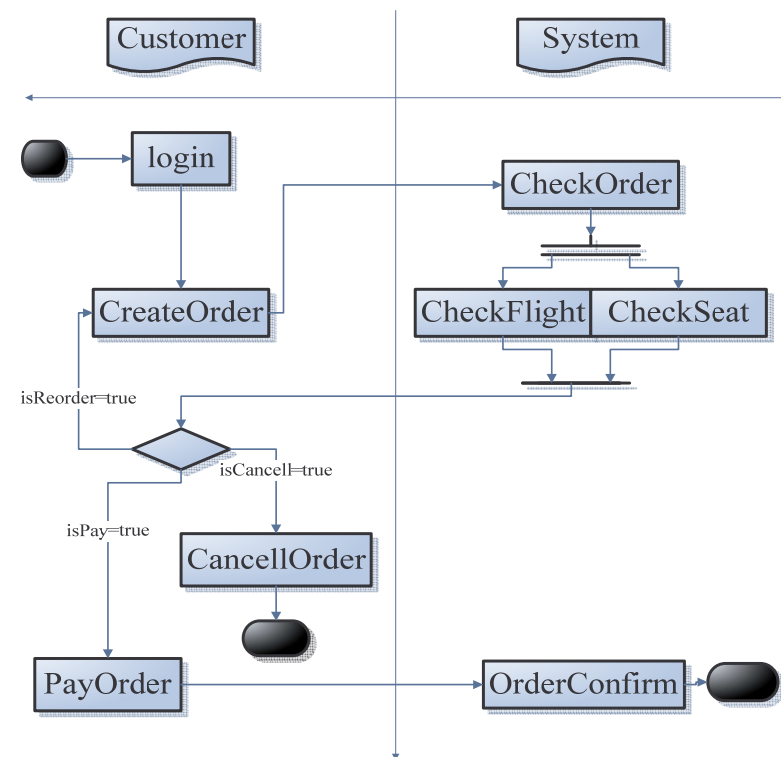 Customer
System
login
CheckOrder
CreateOrder
CheckFlight
CheckSeat
isReorder=true
isCancell=true
isPay=true
CancellOrder
PayOrder
OrderConfirm